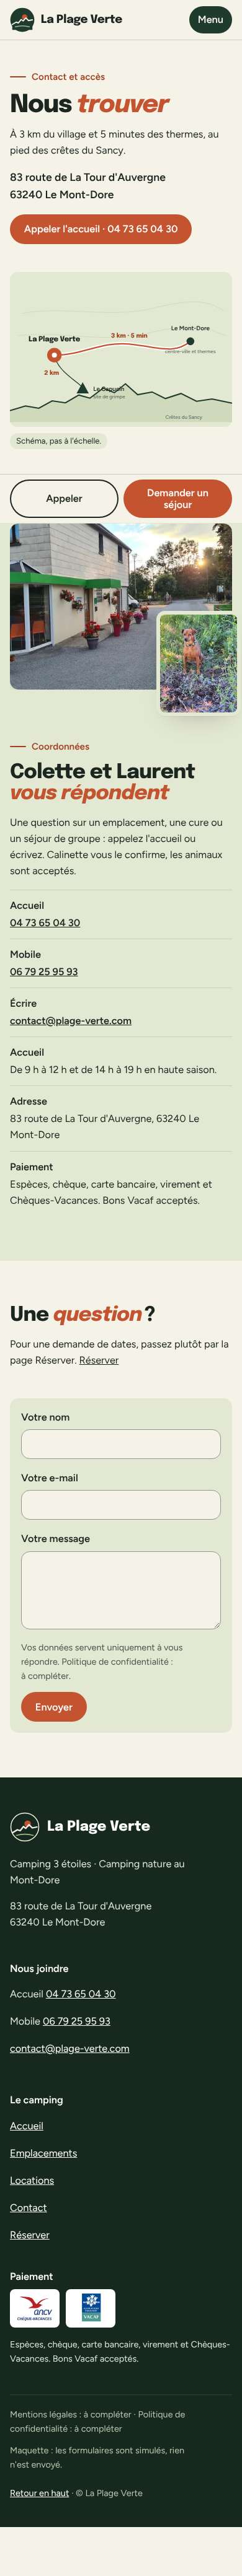 La Plage Verte
Menu
Contact et accès
Nous trouver
À 3 km du village et 5 minutes des thermes, au
pied des crêtes du Sancy.
83 route de La Tour d'Auvergne
63240 Le Mont-Dore
Appeler l'accueil · 04 73 65 04 30
Le Mont-Dore
centre-ville et thermes
3 km · 5 min
La Plage Verte
2 km
Le Capucin
Crêtes du Sancy
Schéma, pas à l'échelle.
Appeler
Demander un
séjour
Coordonnées
Colette et Laurent
vous répondent
Une question sur un emplacement, une cure ou
un séjour de groupe : appelez l'accueil ou
écrivez. Calinette vous le confirme, les animaux
sont acceptés.
Accueil
04 73 65 04 30
Mobile
06 79 25 95 93
Écrire
contact@plage-verte.com
Accueil
De 9 h à 12 h et de 14 h à 19 h en haute saison.
Adresse
83 route de La Tour d'Auvergne, 63240 Le
Mont-Dore
Paiement
Espèces, chèque, carte bancaire, virement et
Chèques-Vacances. Bons Vacaf acceptés.
Une question ?
Pour une demande de dates, passez plutôt par la
page Réserver. Réserver
Votre nom
Votre e-mail
Votre message
Vos données servent uniquement à vous
répondre. Politique de confidentialité :
à compléter.
Envoyer
La Plage Verte
Camping 3 étoiles · Camping nature au
Mont-Dore
83 route de La Tour d'Auvergne
63240 Le Mont-Dore
Nous joindre
Accueil 04 73 65 04 30
Mobile 06 79 25 95 93
contact@plage-verte.com
Le camping
Accueil
Emplacements
Locations
Contact
Réserver
Paiement
ancv
CHÈQUE-VACANCES
VACAF
Espèces, chèque, carte bancaire, virement et Chèques-
Vacances. Bons Vacaf acceptés.
Mentions légales : à compléter · Politique de
confidentialité : à compléter
Maquette : les formulaires sont simulés, rien
n'est envoyé.
Retour en haut · © La Plage Verte